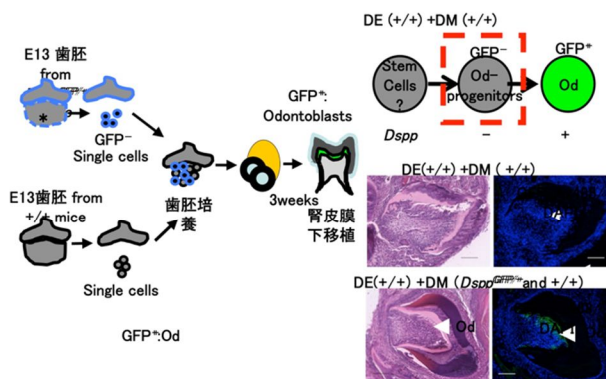 E13 歯胚
from
*
GFP⁻
Single cells
E13歯胚 from
+/+ mice
Single cells
歯胚培
養
GFP⁺:
Odontoblasts
3weeks
腎皮膜
下移植
GFP⁺:Od
DE (+/+) +DM (+/+)
GFP⁻
GFP⁺
Stem
Cells
?
Od-
progenitors
Od
Dspp
−
+
DE(+/+) +DM ( +/+)
DE(+/+) +DM (Dspp and +/+)
Od